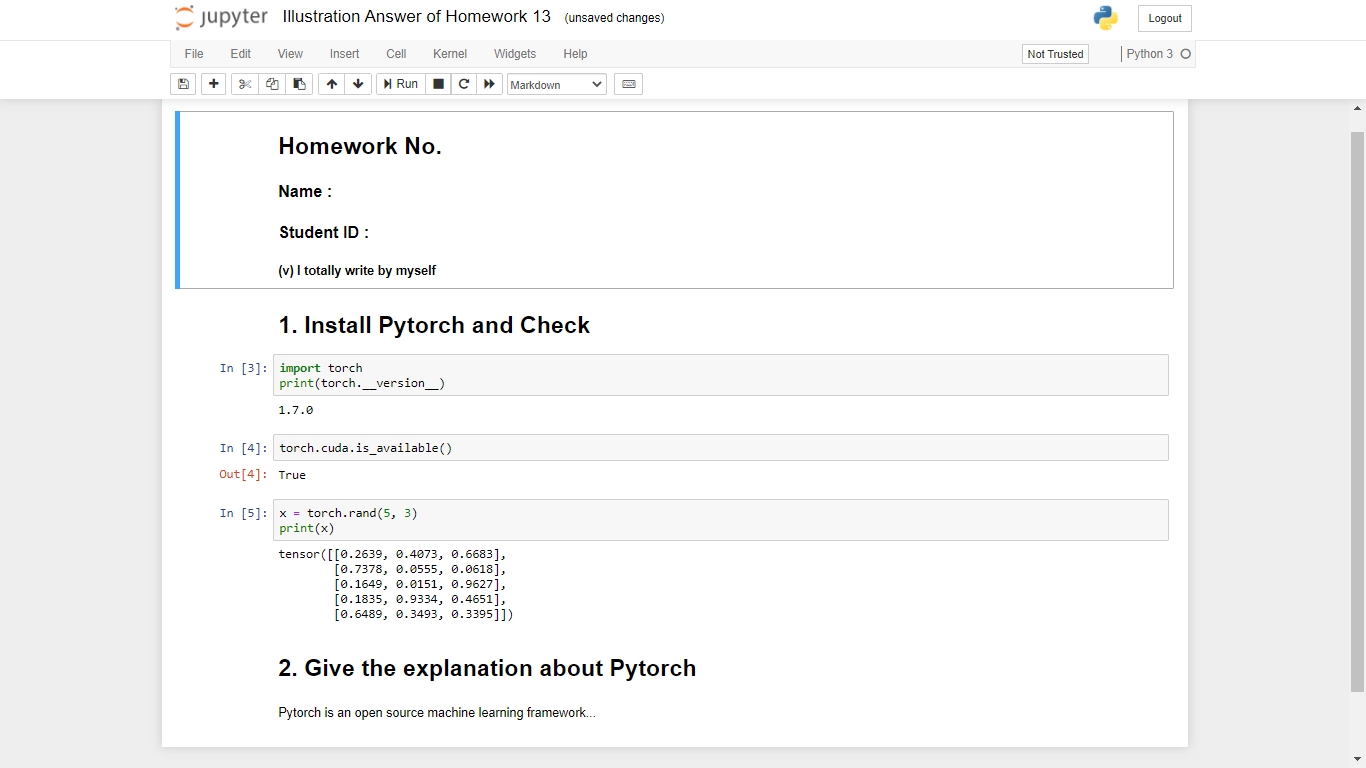 jupyter Illustration Answer of Homework 13 (unsaved changes) Logout
File Edit View Insert Cell Kernel Widgets Help Not Trusted Python 3
Run Markdown
Homework No.
Name :
Student ID :
(v) I totally write by myself
1. Install Pytorch and Check
In [3]: import torch
print(torch.__version__)
1.7.0
In [4]: torch.cuda.is_available()
Out[4]: True
In [5]: x = torch.rand(5, 3)
print(x)
tensor([[0.2639, 0.4073, 0.6683],
[0.7378, 0.0555, 0.0618],
[0.1649, 0.0151, 0.9627],
[0.1835, 0.9334, 0.4651],
[0.6489, 0.3493, 0.3395]])
2. Give the explanation about Pytorch
Pytorch is an open source machine learning framework...